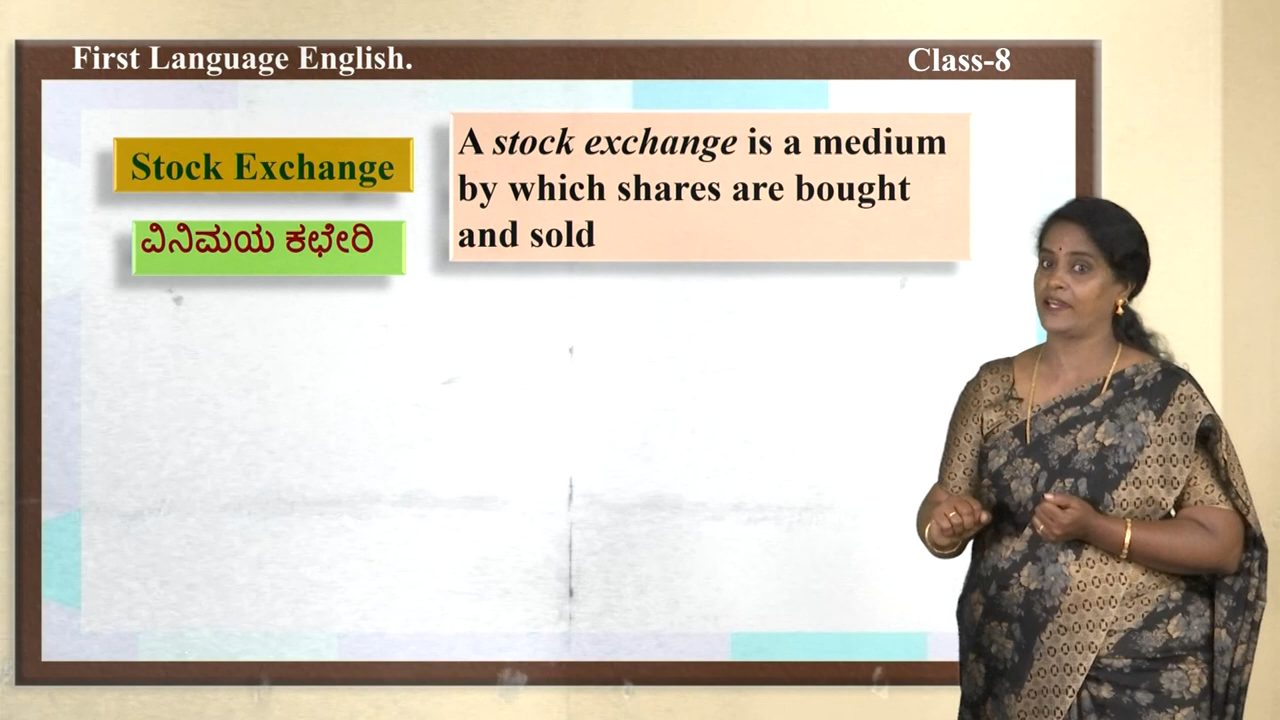 First Language English.
Class-8
Stock Exchange
ವಿನಿಮಯ ಕಛೇರಿ
A stock exchange is a medium
by which shares are bought
and sold